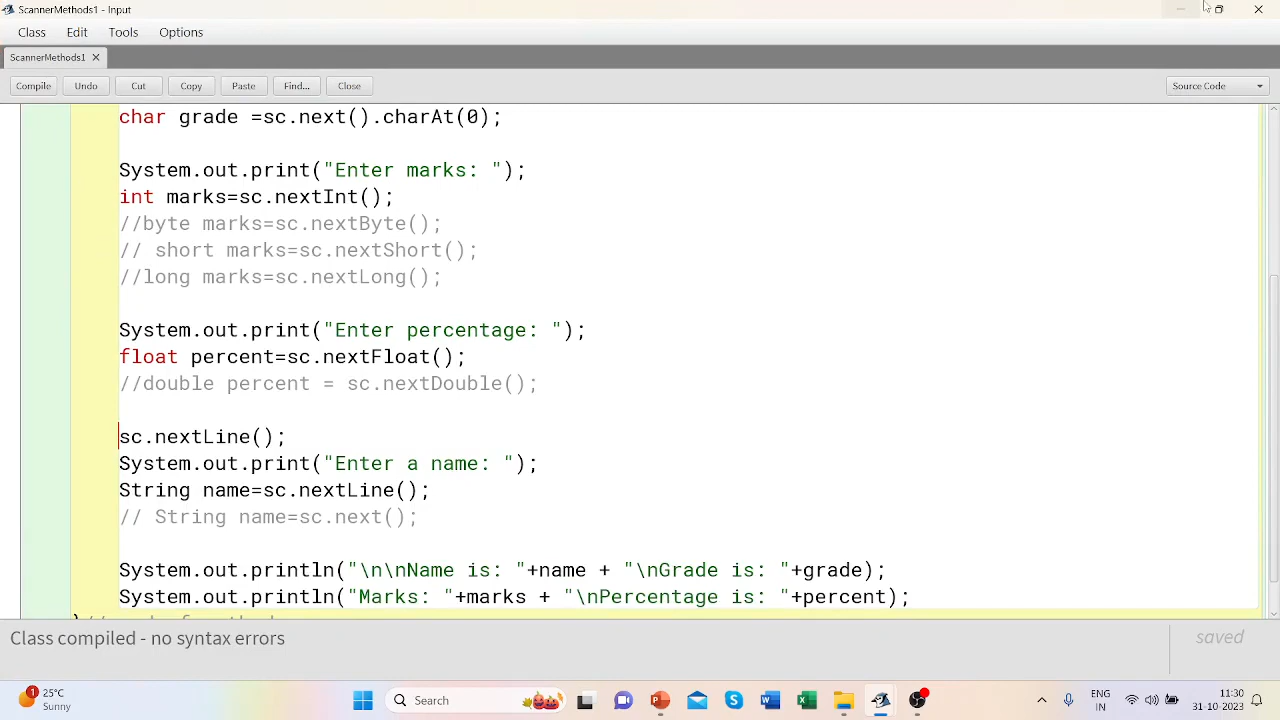 ScannerMethods1 - Input
Class Edit Tools Options
ScannerMethods1
Compile Undo Cut Copy Paste Find... Close Source Code
char grade =sc.next().charAt(0);
System.out.print("Enter marks: ");
int marks=sc.nextInt();
//byte marks=sc.nextByte();
// short marks=sc.nextShort();
//long marks=sc.nextLong();
System.out.print("Enter percentage: ");
float percent=sc.nextFloat();
//double percent = sc.nextDouble();
sc.nextLine();
System.out.print("Enter a name: ");
String name=sc.nextLine();
// String name=sc.next();
System.out.println("\n\nName is: "+name + "\nGrade is: "+grade);
System.out.println("Marks: "+marks + "\nPercentage is: "+percent);
Class compiled - no syntax errors
saved
1
25°C
Sunny
Search
ENG
IN
11:30
31-10-2023